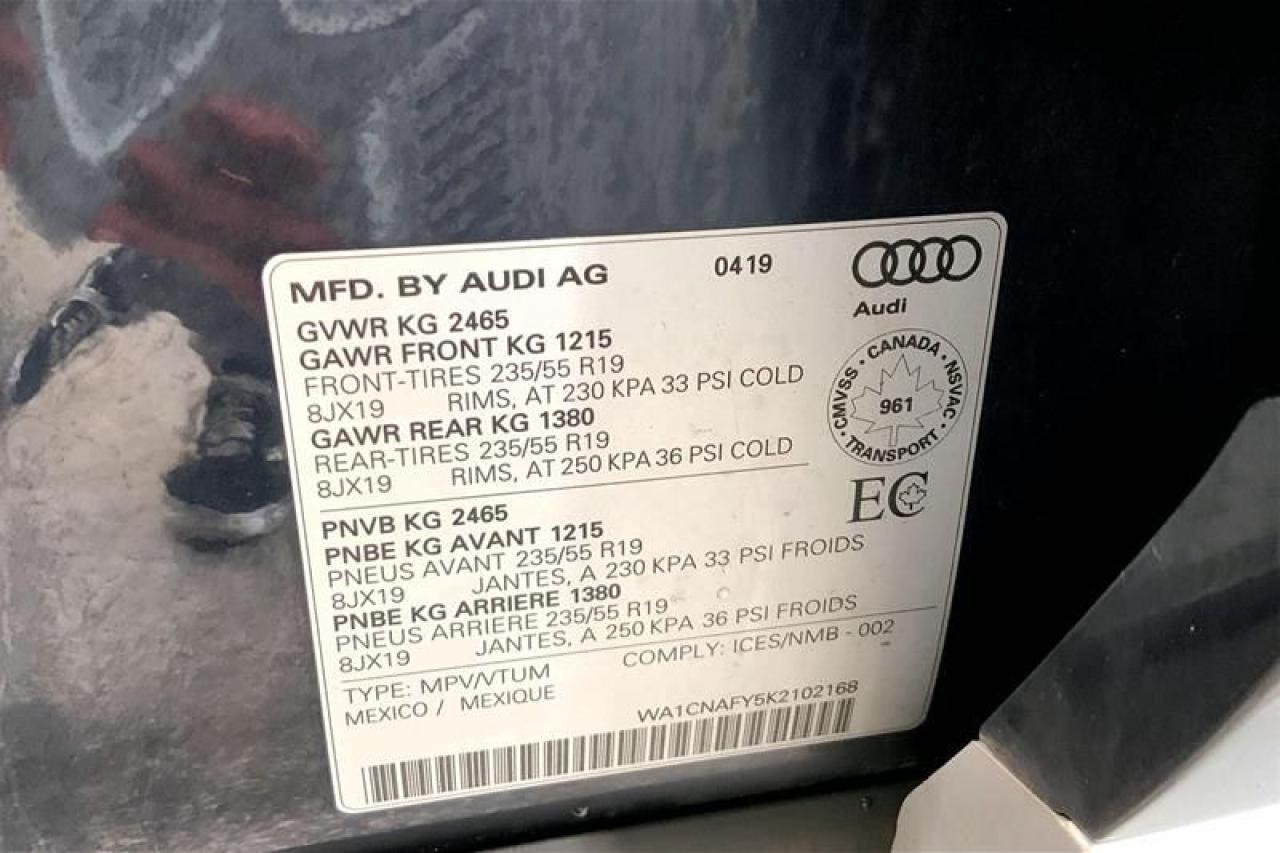 MFD. BY AUDI AG 0419
Audi
GVWR KG 2465
GAWR FRONT KG 1215
FRONT-TIRES 235/55 R19
8JX19 RIMS, AT 230 KPA 33 PSI COLD
GAWR REAR KG 1380
REAR-TIRES 235/55 R19
8JX19 RIMS, AT 250 KPA 36 PSI COLD
CMVSS · CANADA · NSVAC · TRANSPORT ·
961
EC
PNVB KG 2465
PNBE KG AVANT 1215
PNEUS AVANT 235/55 R19
8JX19 JANTES, A 230 KPA 33 PSI FROIDS
PNBE KG ARRIERE 1380
PNEUS ARRIERE 235/55 R19
8JX19 JANTES, A 250 KPA 36 PSI FROIDS
TYPE: MPV/VTUM COMPLY: ICES/NMB - 002
MEXICO / MEXIQUE
WA1CNAFY5K2102168